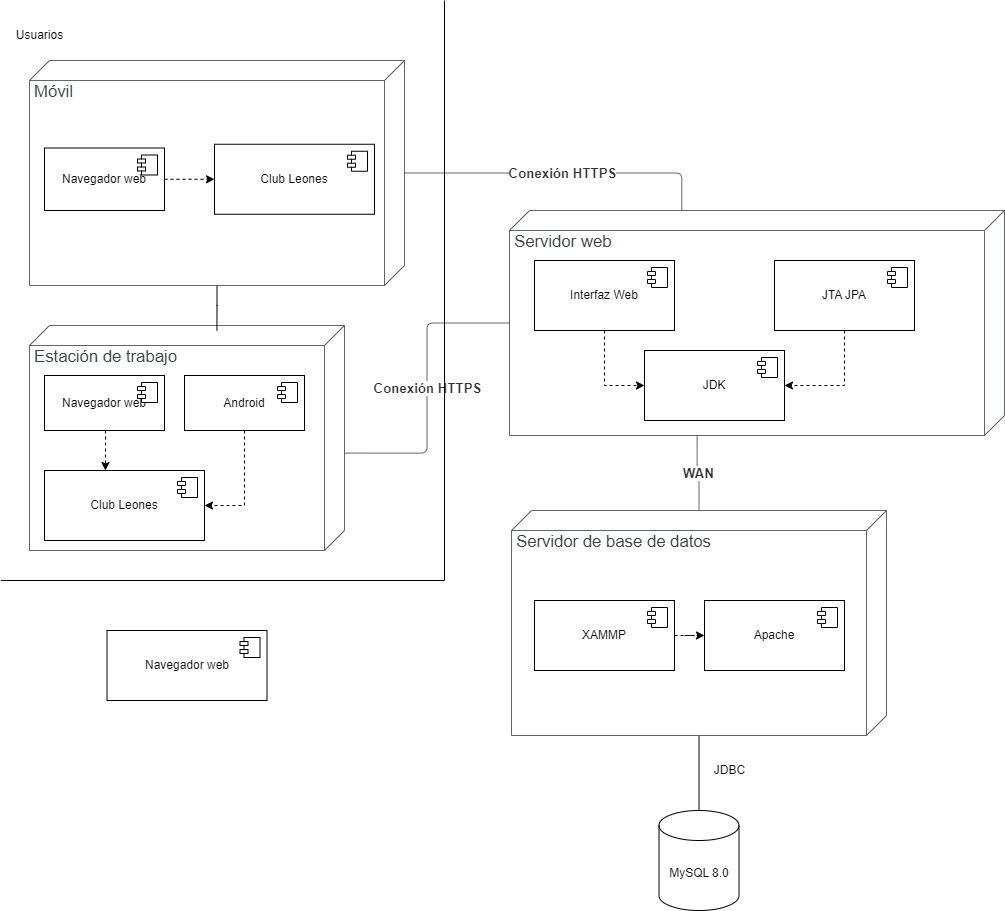 Usuarios
Móvil
Navegador web
Club Leones
Conexión HTTPS
Servidor web
Interfaz Web
JTA JPA
JDK
Estación de trabajo
Navegador web
Android
Club Leones
Conexión HTTPS
WAN
Servidor de base de datos
XAMMP
Apache
Navegador web
JDBC
MySQL 8.0